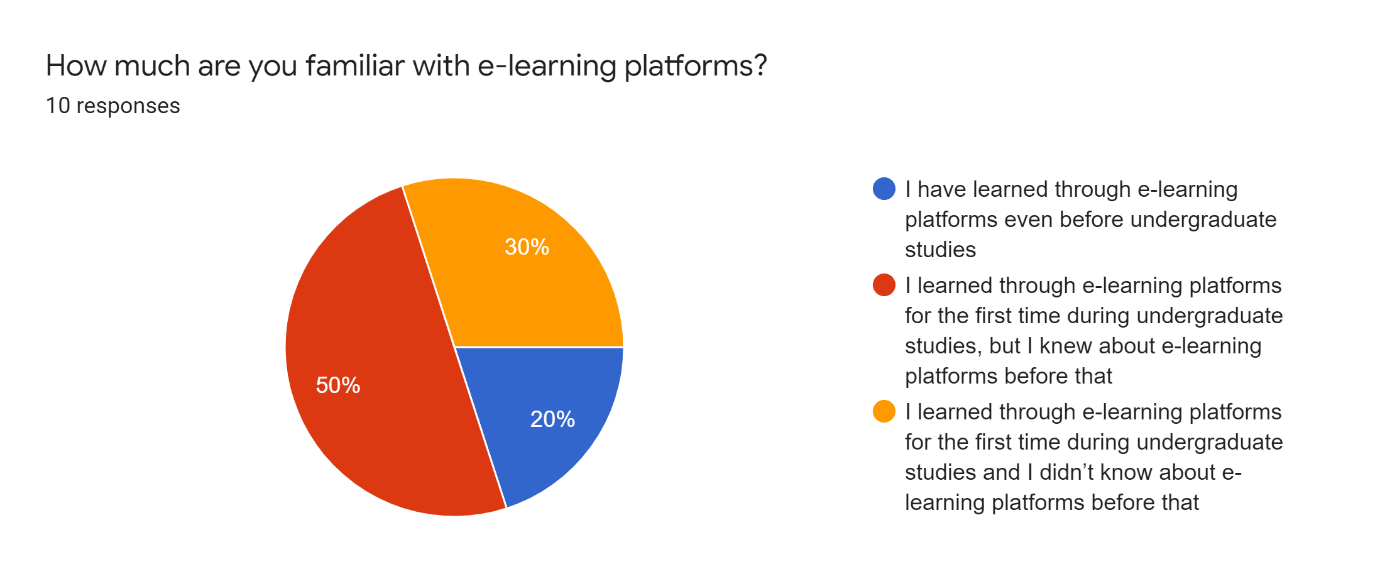 How much are you familiar with e-learning platforms?
10 responses
30%
50%
20%
I have learned through e-learning
platforms even before undergraduate
studies
I learned through e-learning platforms
for the first time during undergraduate
studies, but I knew about e-learning
platforms before that
I learned through e-learning platforms
for the first time during undergraduate
studies and I didn’t know about e-
learning platforms before that